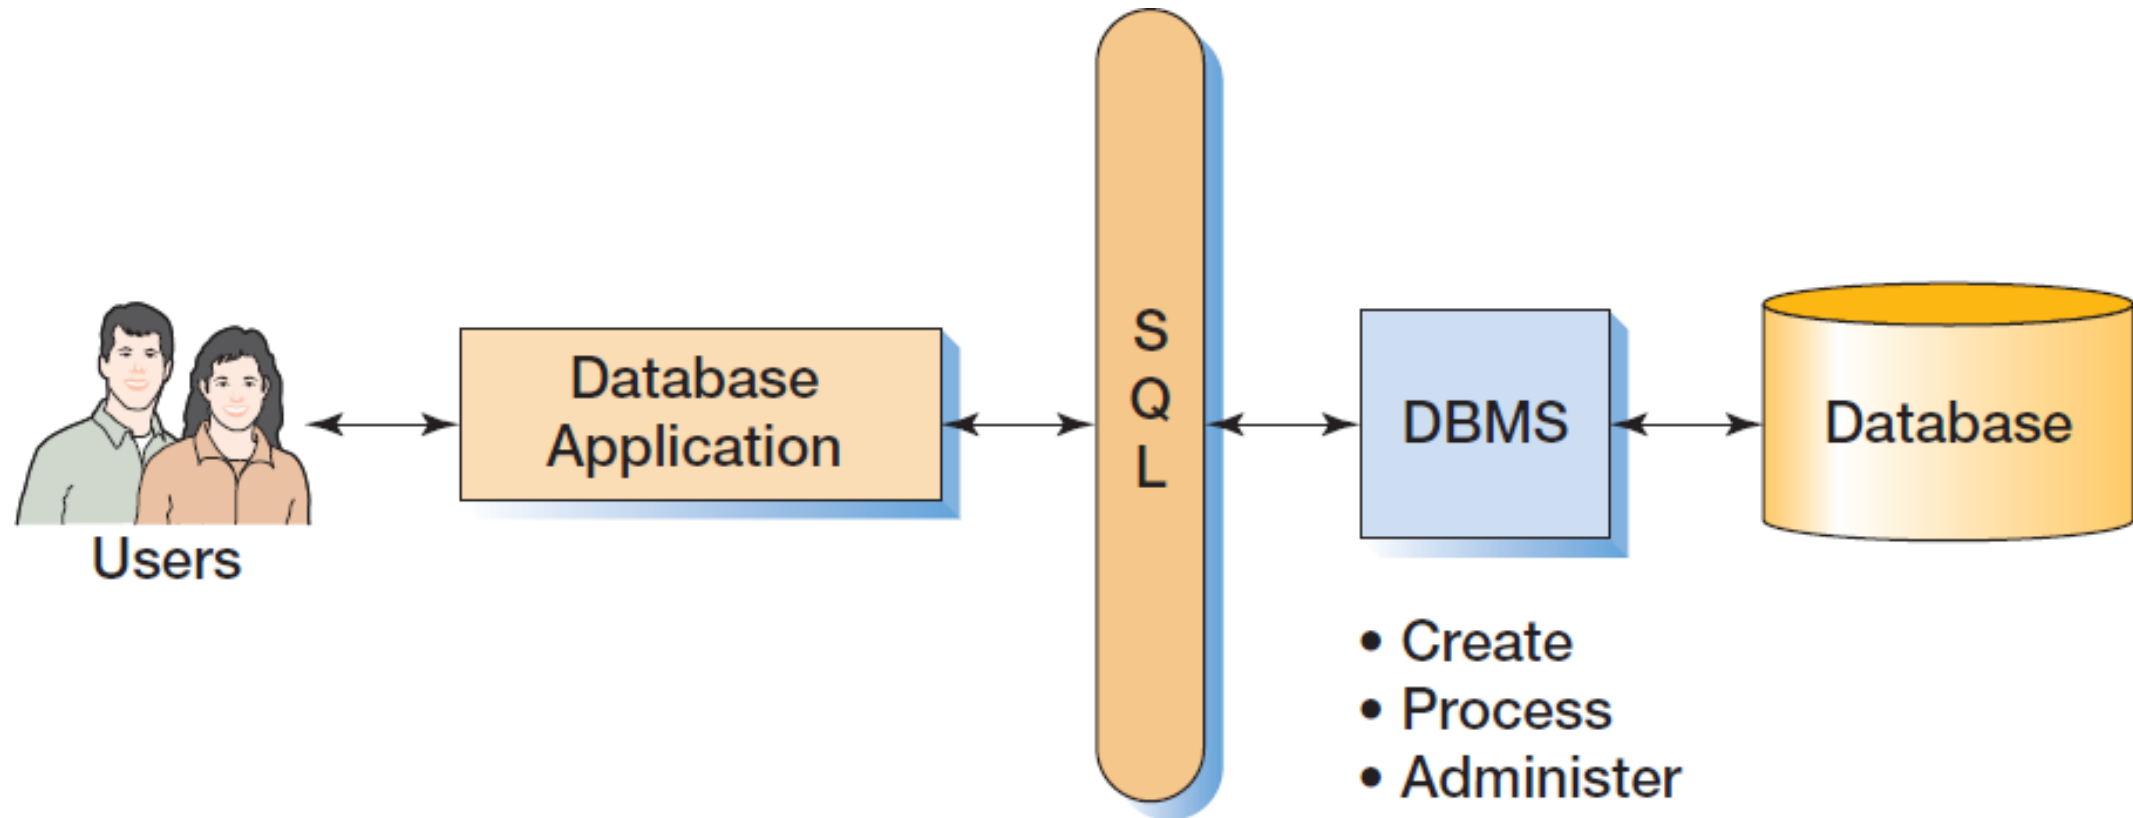 Users
Database
Application
S
Q
L
DBMS
• Create
• Process
• Administer
Database